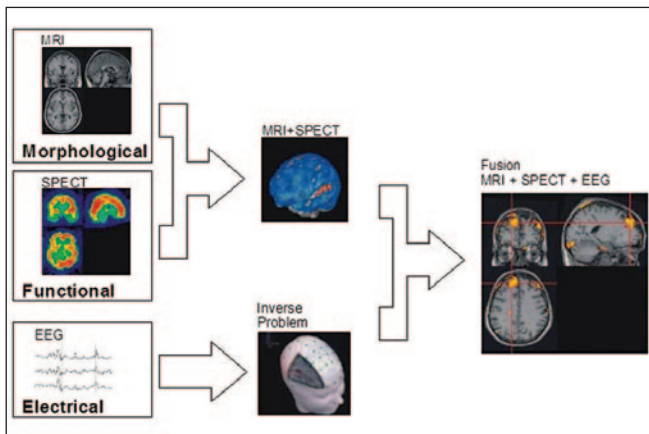 MRI
Morphological
SPECT
Functional
EEG
Electrical
MRI+SPECT
Inverse
Problem
Fusion
MRI + SPECT + EEG